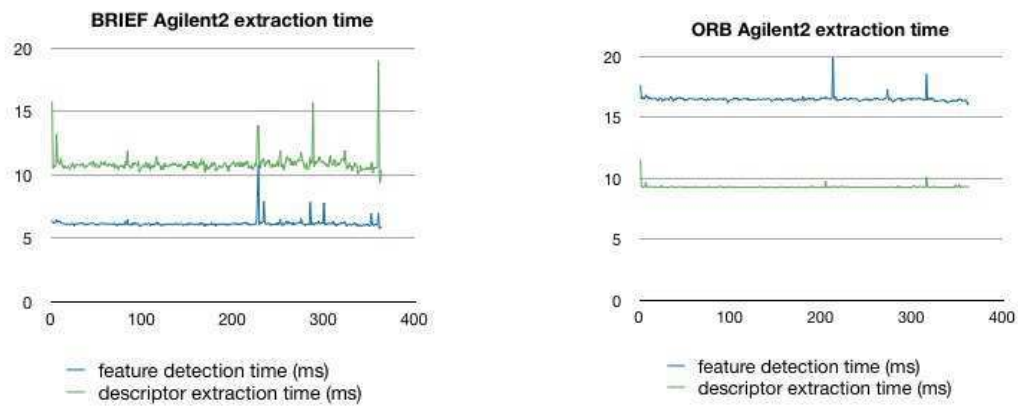 BRIEF Agilent2 extraction time
20
15
10
5
0
0 100 200 300 400
feature detection time (ms)
descriptor extraction time (ms)
ORB Agilent2 extraction time
20
15
10
5
0
0 100 200 300 400
feature detection time (ms)
descriptor extraction time (ms)